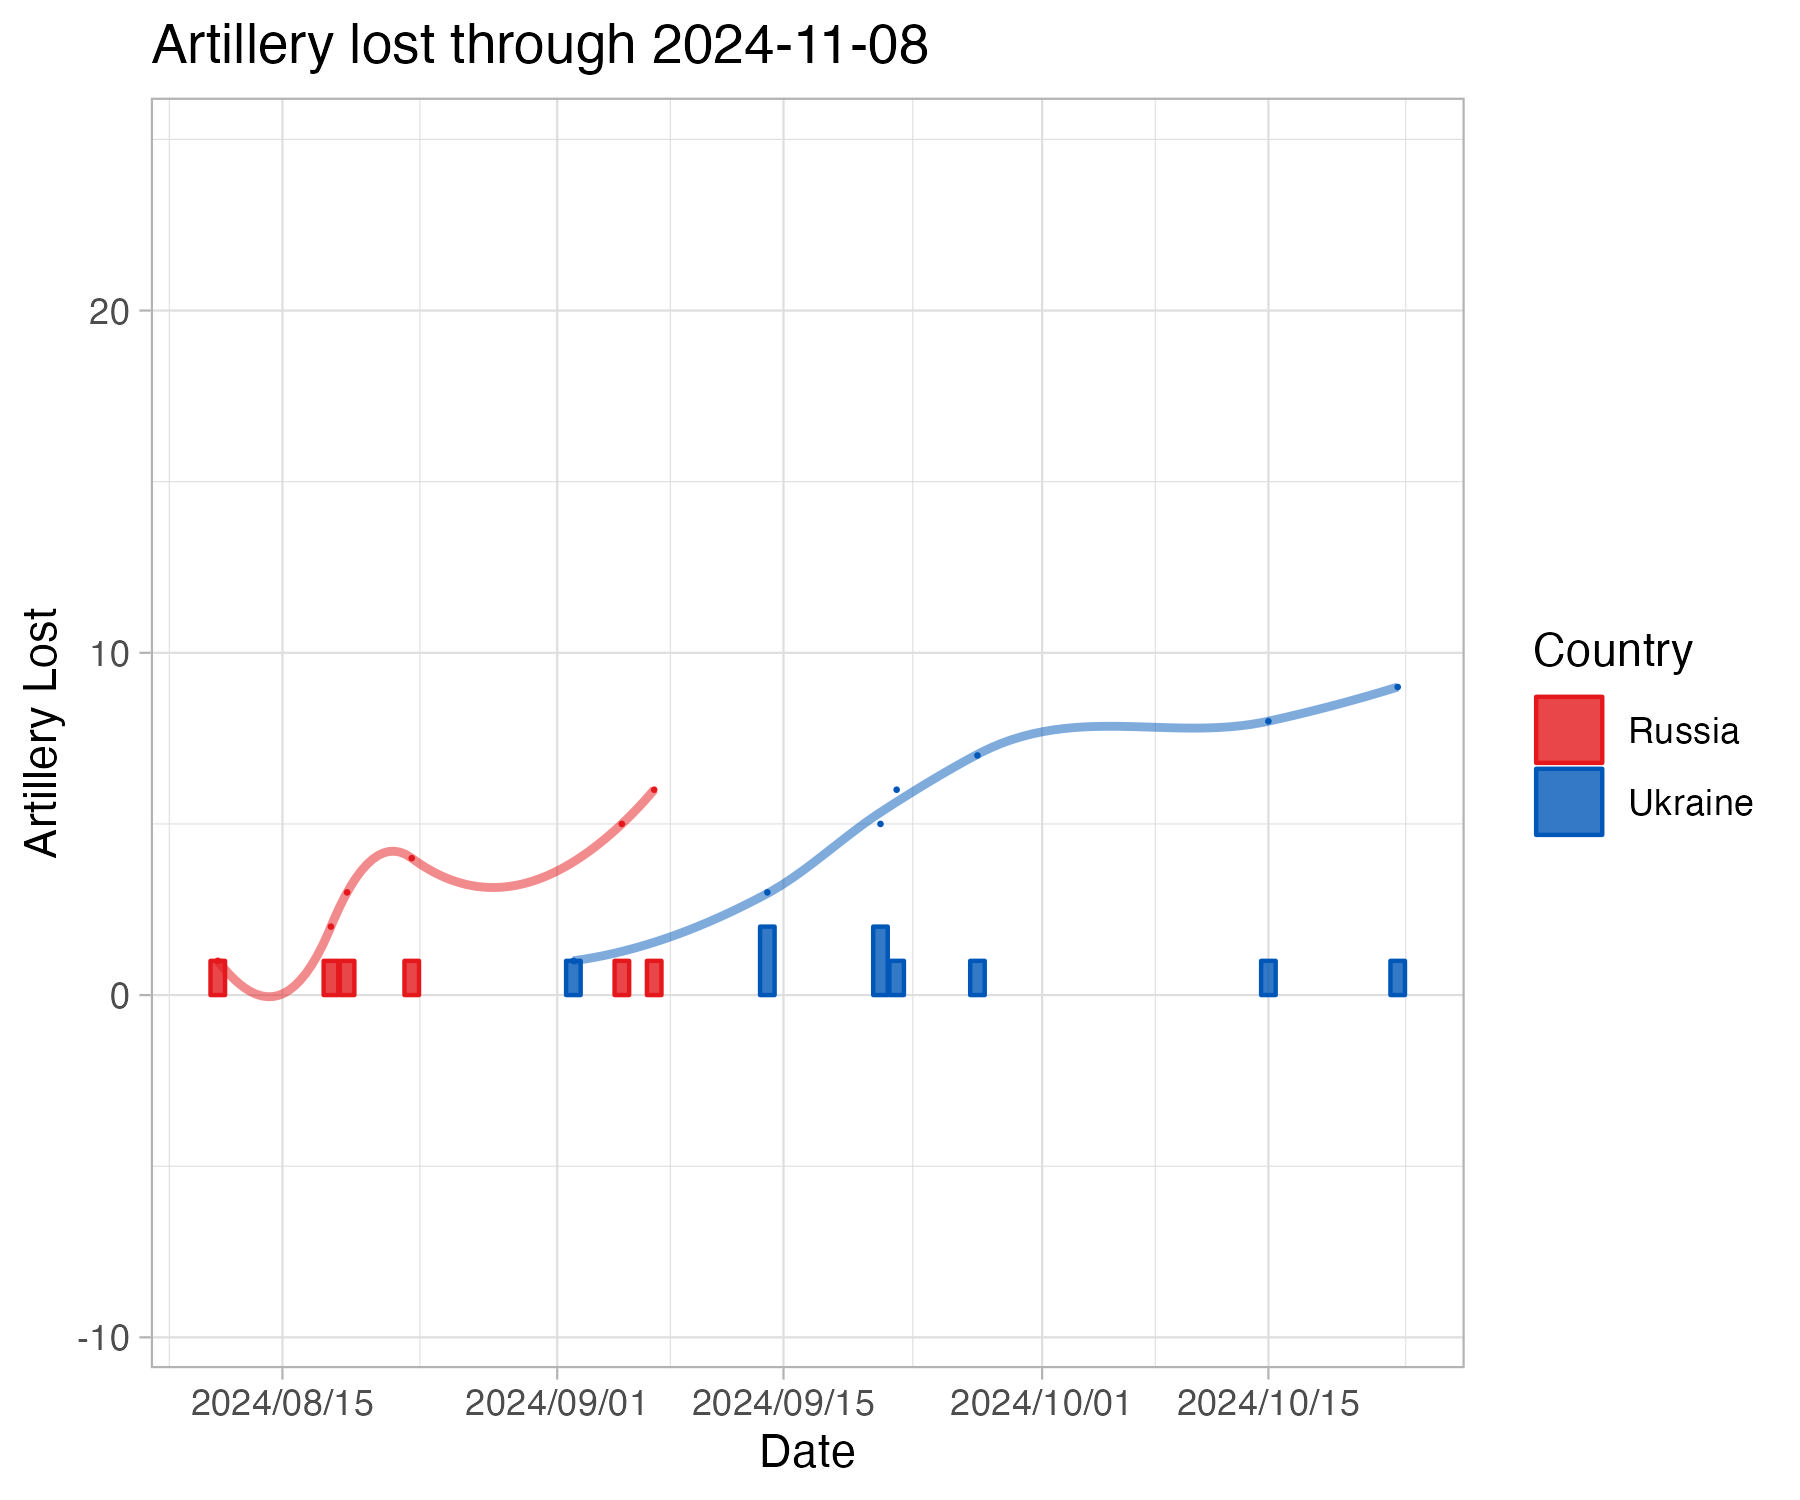 Artillery lost through 2024-11-08
Artillery Lost
20
10
0
-10
2024/08/15
2024/09/01
2024/09/15
2024/10/01
2024/10/15
Date
Country
Russia
Ukraine